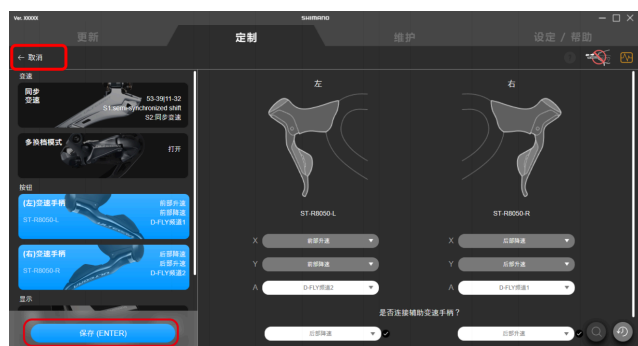 Ver. XXXXX
SHIMANO
更新
定制
维护
设定 / 帮助
← 取消
变速
同步
变速
53-39|11-32
S1:semi-synchronized shift
S2:同步变速
多换档模式
打开
按钮
(左)变速手柄
前部升速
前部降速
ST-R8050-L
D-FLY频道1
(右)变速手柄
后部降速
后部升速
ST-R8050-R
D-FLY频道2
显示
保存 (ENTER)
左
右
ST-R8050-L
ST-R8050-R
X
前部升速
X
后部降速
Y
前部降速
Y
后部升速
A
D-FLY频道2
A
D-FLY频道1
是否连接辅助变速手柄？
后部降速
后部升速